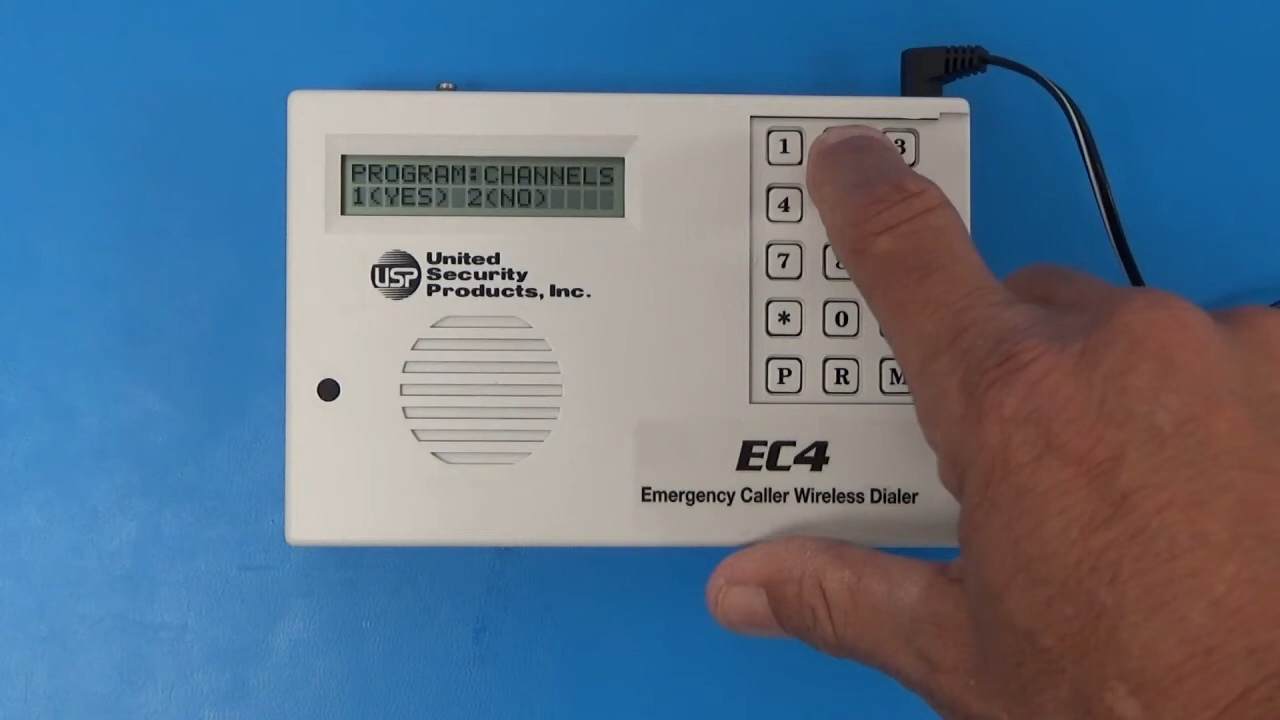 PROGRAM:CHANNELS
1(YES) 2(NO)
USP
United
Security
Products, Inc.
1 3
4
7
* 0
P R M
EC4
Emergency Caller Wireless Dialer